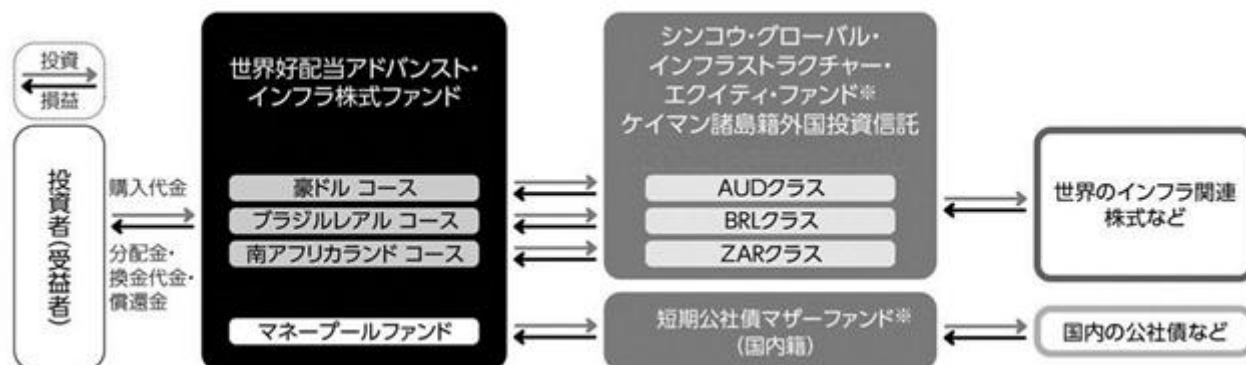 投資
損益
投資者(受益者)
購入代金
分配金・
換金代金・
償還金
世界好配当アドバンスト・
インフラ株式ファンド
豪ドル コース
ブラジルレアル コース
南アフリカランド コース
マネープールファンド
シンコウ・グローバル・
インフラストラクチャー・
エクイティ・ファンド※
ケイマン諸島籍外国投資信託
AUDクラス
BRLクラス
ZARクラス
短期公社債マザーファンド※
(国内籍)
世界のインフラ関連
株式など
国内の公社債など